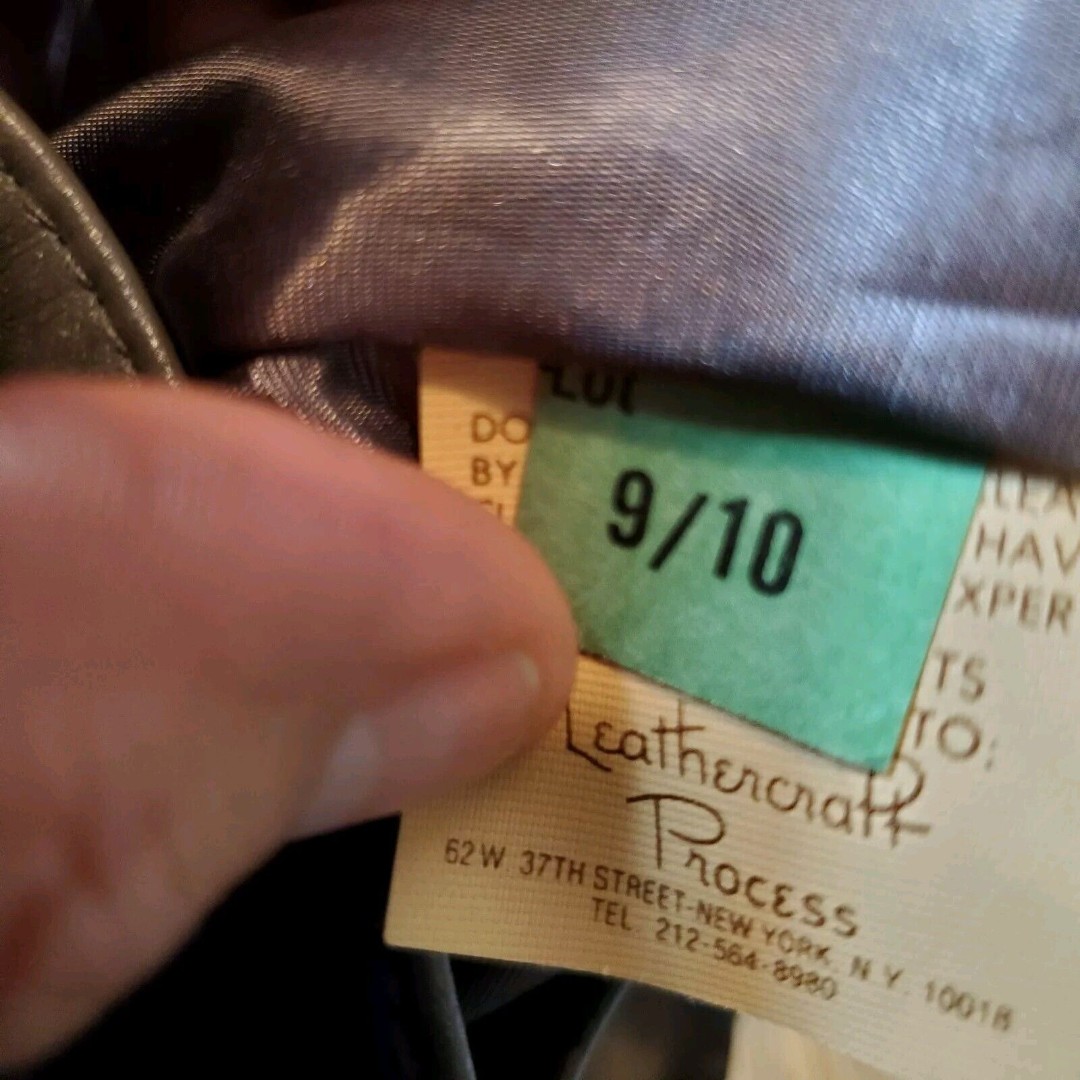 DO
BY
9/10
LEA
HAV
XPER
TS
TO:
Leathercraft
Process
62 W. 37TH STREET-NEW YORK, N.Y. 10018
TEL. 212-564-8980